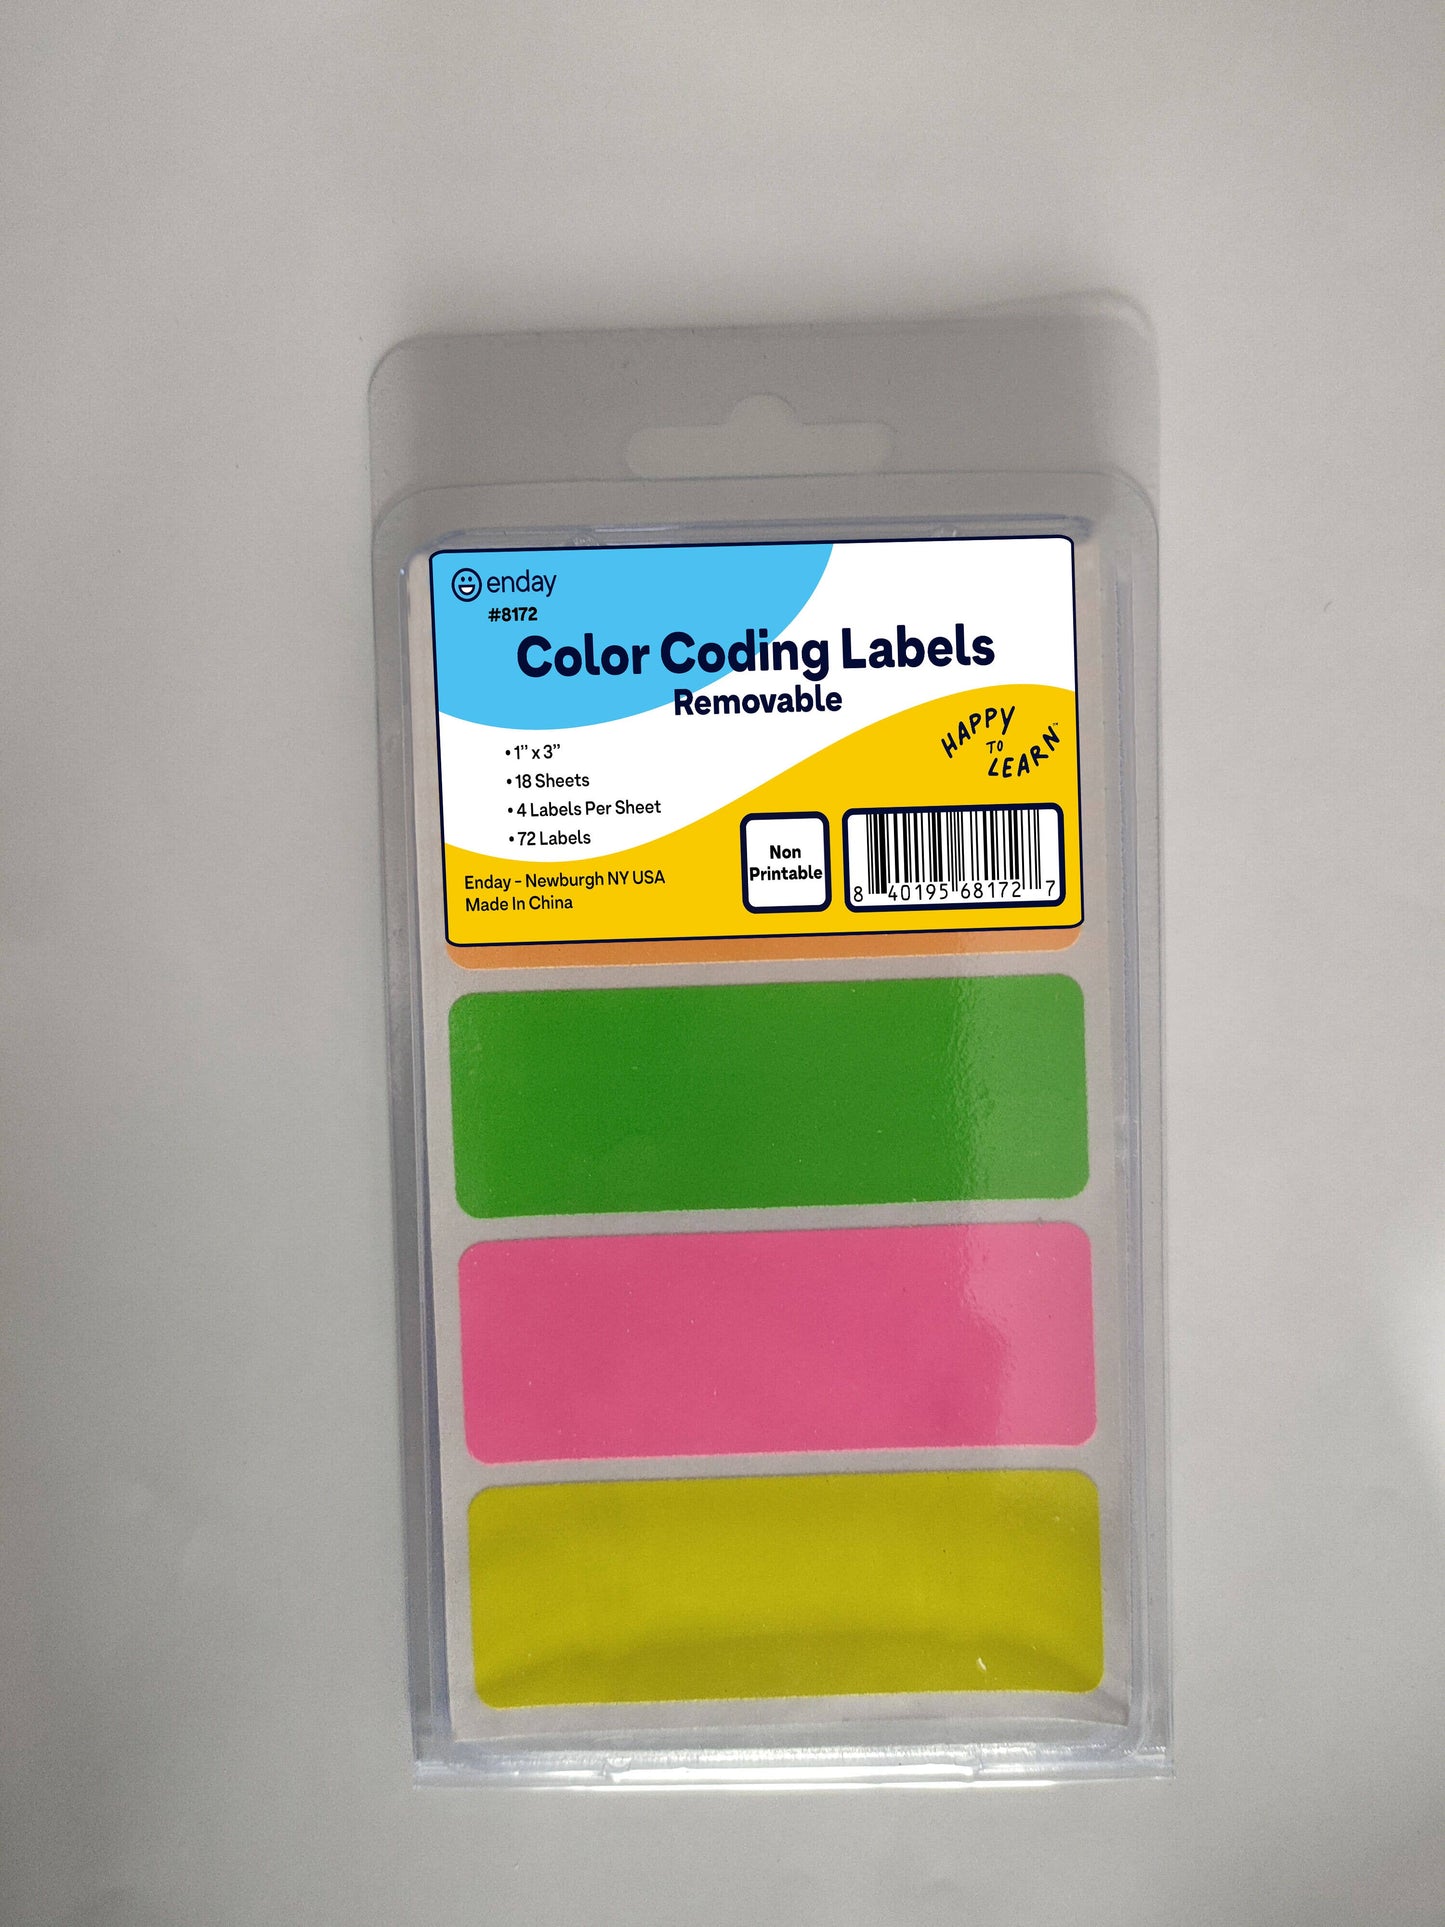 enday
#8172
Color Coding Labels
Removable
• 1" x 3"
• 18 Sheets
• 4 Labels Per Sheet
• 72 Labels
HAPPY
TO
LEARN™
Non
Printable
8 40195 68172 7
Enday - Newburgh NY USA
Made In China